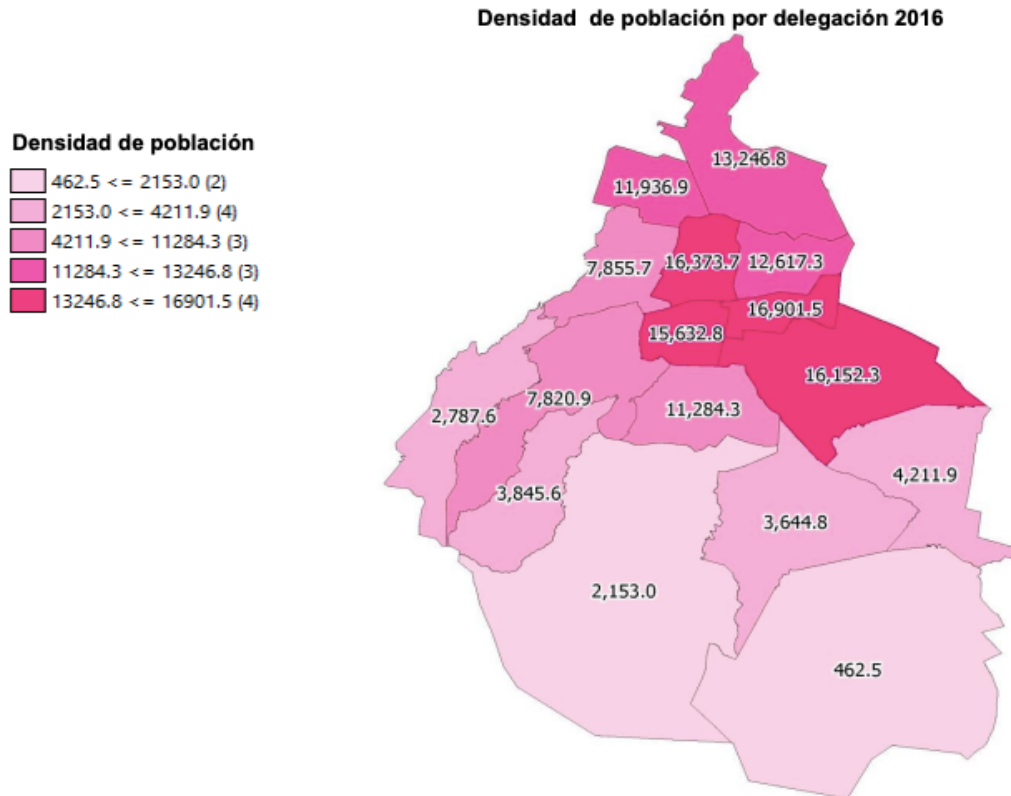 Densidad  de población por delegación 2016
Densidad de población
462.5 <= 2153.0 (2)
2153.0 <= 4211.9 (4)
4211.9 <= 11284.3 (3)
11284.3 <= 13246.8 (3)
13246.8 <= 16901.5 (4)
13,246.8
11,936.9
7,855.7
16,373.7
12,617.3
16,901.5
15,632.8
16,152.3
7,820.9
2,787.6
11,284.3
4,211.9
3,845.6
3,644.8
2,153.0
462.5